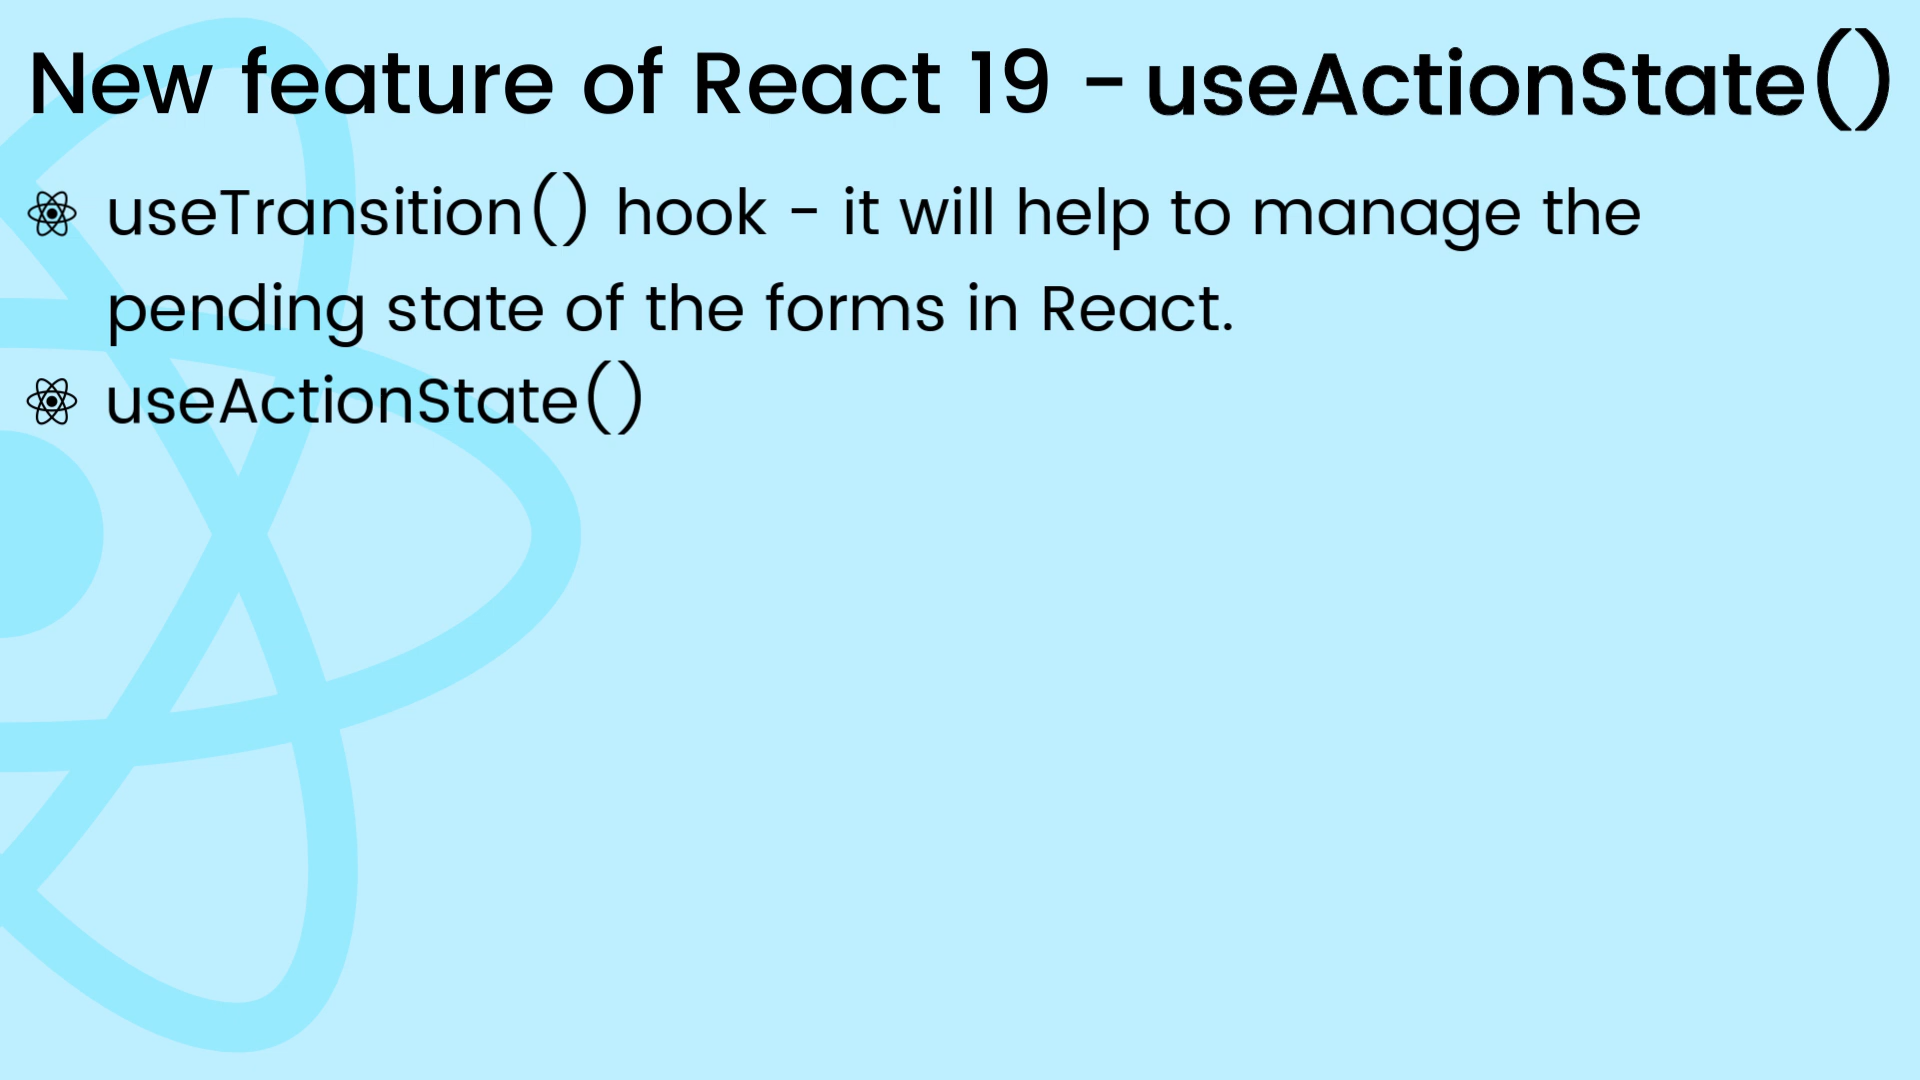 New feature of React 19 - useActionState()
useTransition() hook - it will help to manage the
pending state of the forms in React.
useActionState()